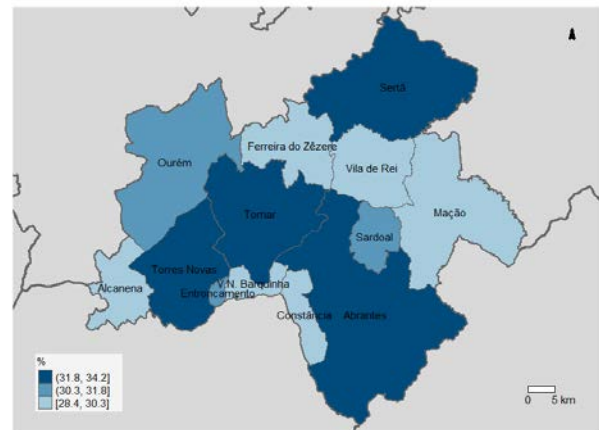 Sertã
Ferreira do Zêzere
Ourém
Vila de Rei
Mação
Tomar
Sardoal
Torres Novas
Alcanena
V.N. Barquinha
Entroncamento
Constância
Abrantes
%
(31.8, 34.2]
(30.3, 31.8]
[28.4, 30.3]
0 5 km